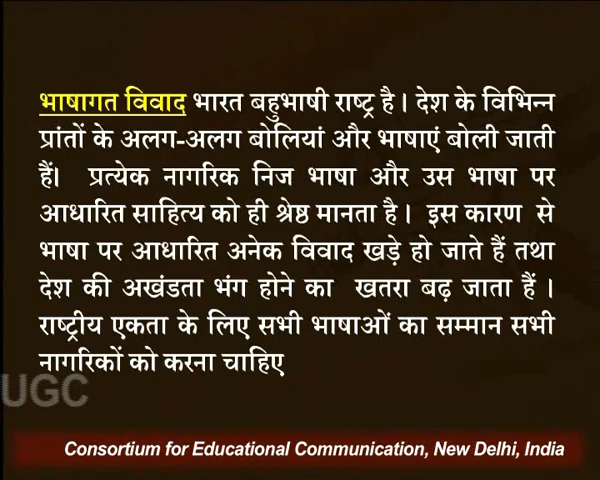 भाषागत विवाद भारत बहुभाषी राष्ट्र है। देश के विभिन्न
प्रांतों के अलग-अलग बोलियां और भाषाएं बोली जाती
हैं। प्रत्येक नागरिक निज भाषा और उस भाषा पर
आधारित साहित्य को ही श्रेष्ठ मानता है। इस कारण से
भाषा पर आधारित अनेक विवाद खड़े हो जाते हैं तथा
देश की अखंडता भंग होने का खतरा बढ़ जाता हैं।
राष्ट्रीय एकता के लिए सभी भाषाओं का सम्मान सभी
नागरिकों को करना चाहिए
UGC
Consortium for Educational Communication, New Delhi, India